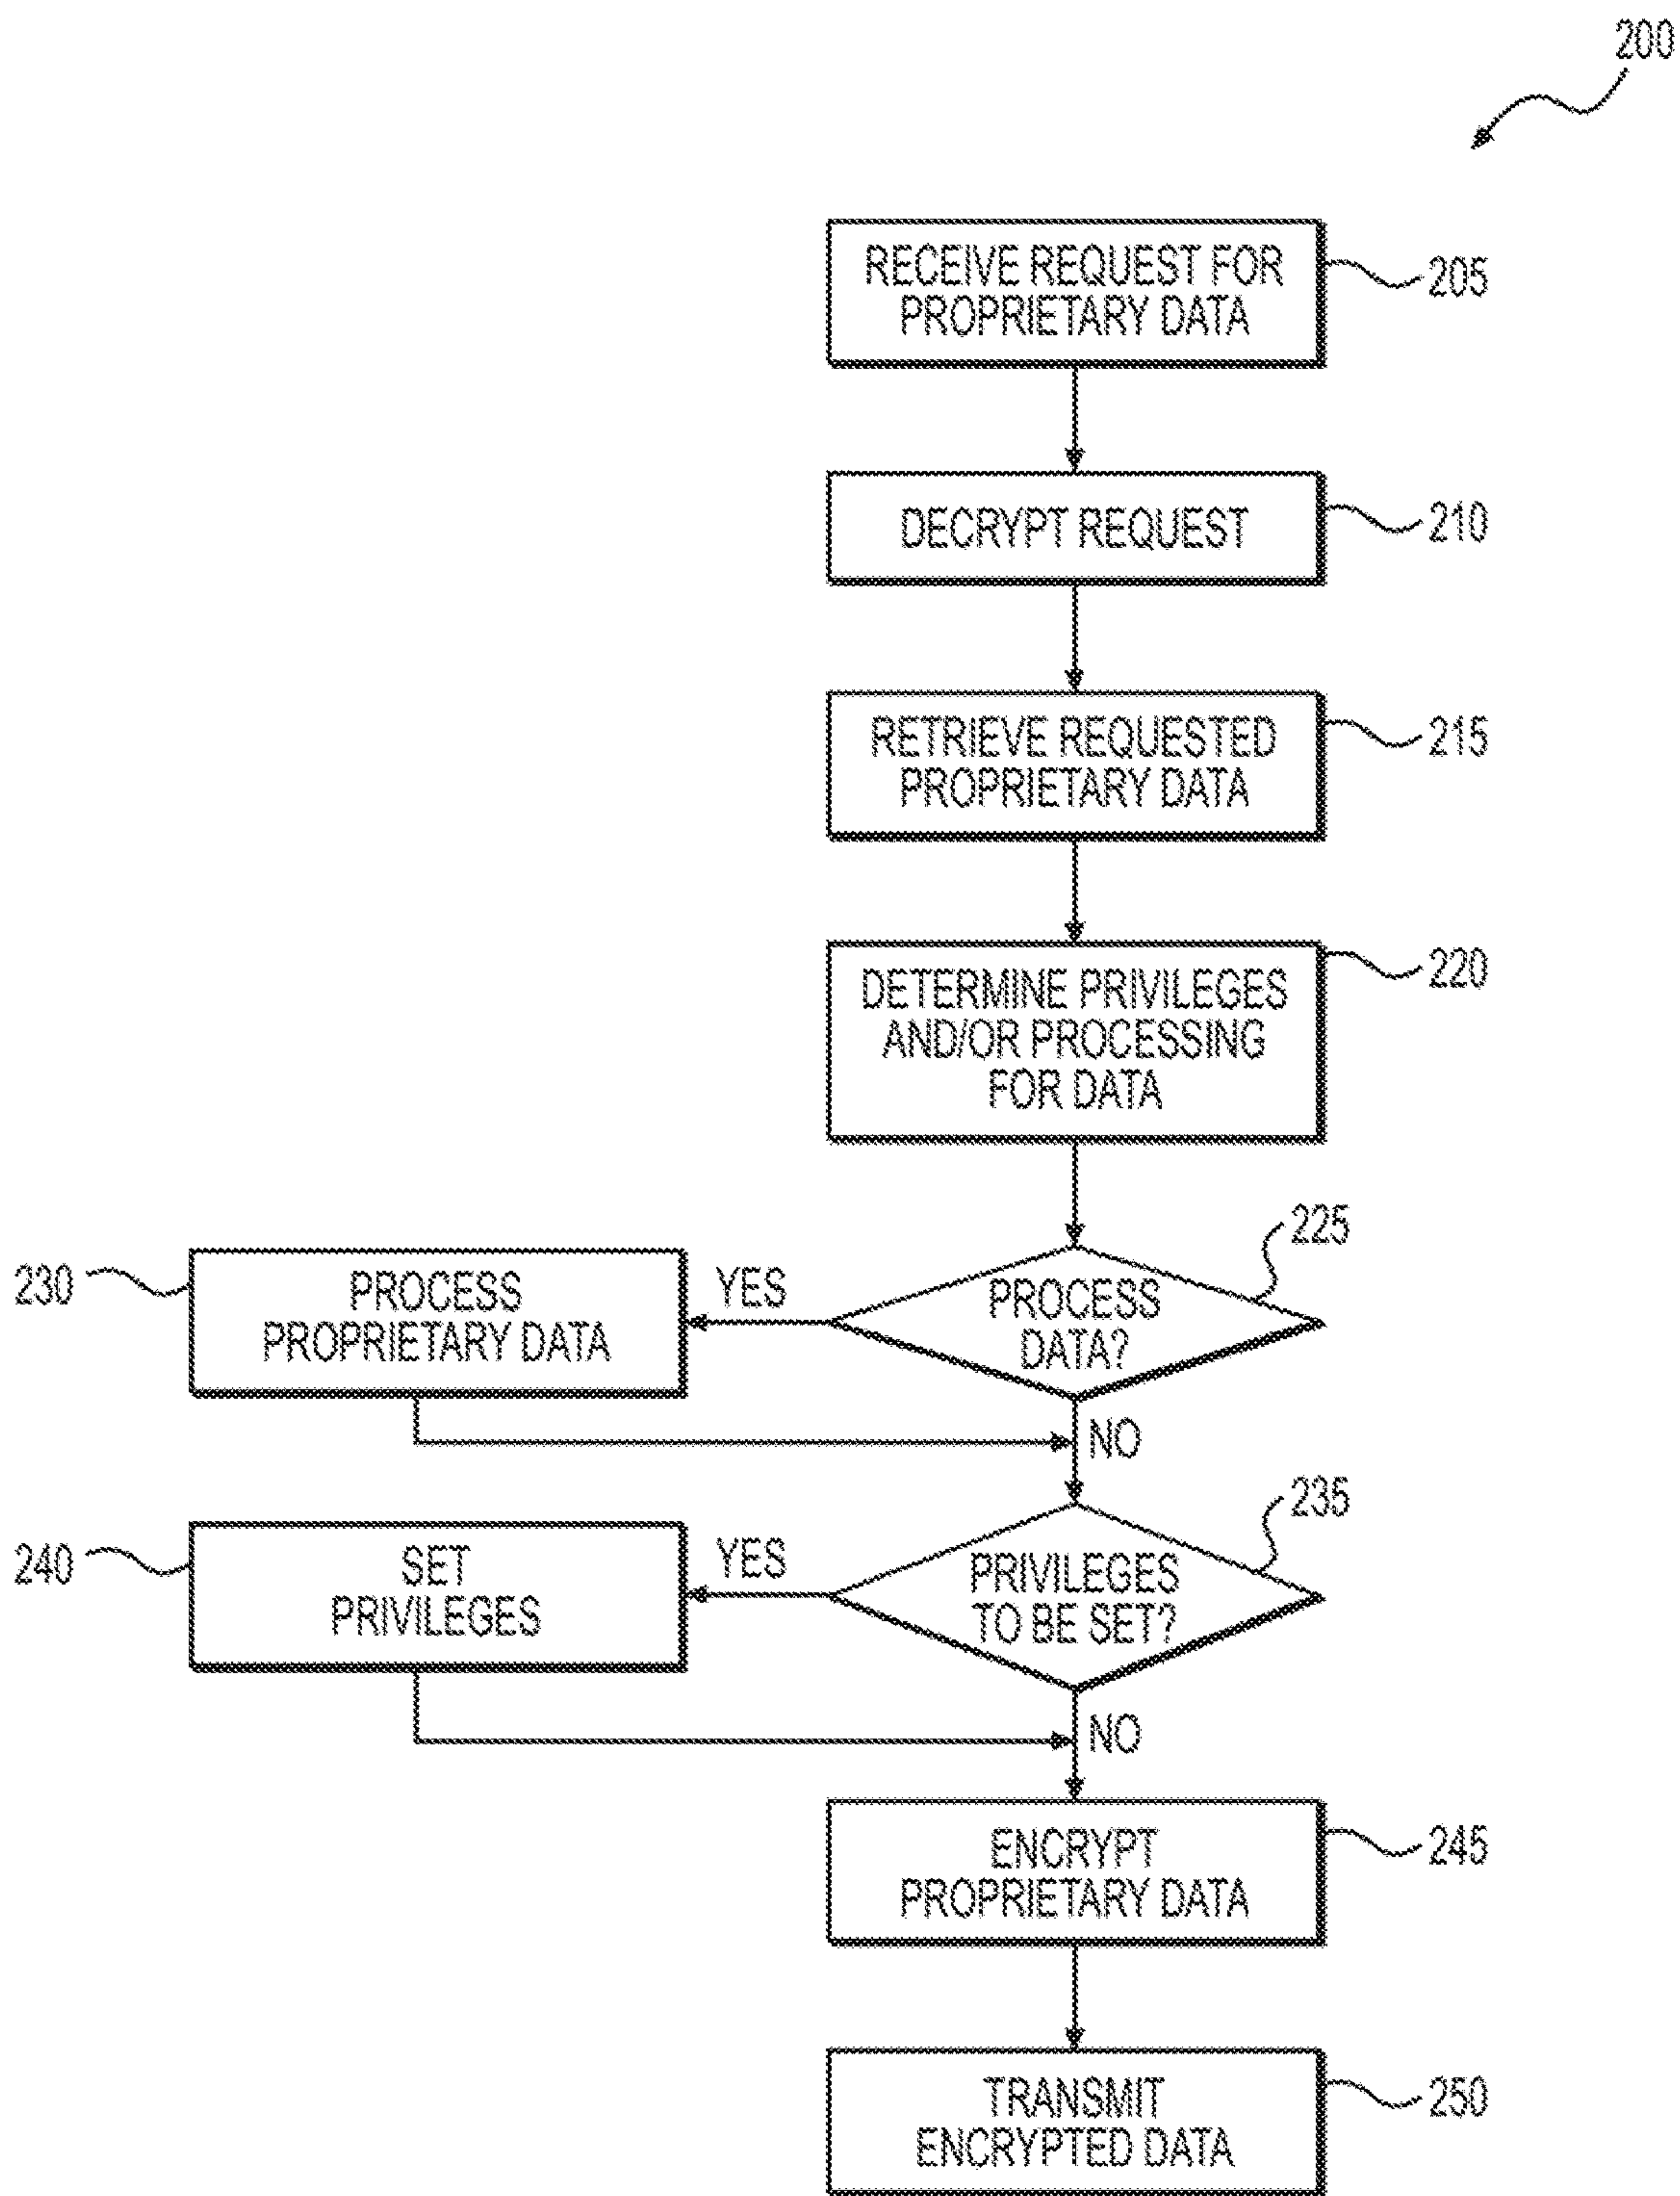 200
RECEIVE REQUEST FOR
PROPRIETARY DATA
205
DECRYPT REQUEST
210
RETRIEVE REQUESTED
PROPRIETARY DATA
215
DETERMINE PRIVILEGES
AND/OR PROCESSING
FOR DATA
220
225
PROCESS
DATA?
YES
230
PROCESS
PROPRIETARY DATA
NO
235
PRIVILEGES
TO BE SET?
YES
240
SET
PRIVILEGES
NO
ENCRYPT
PROPRIETARY DATA
245
TRANSMIT
ENCRYPTED DATA
250